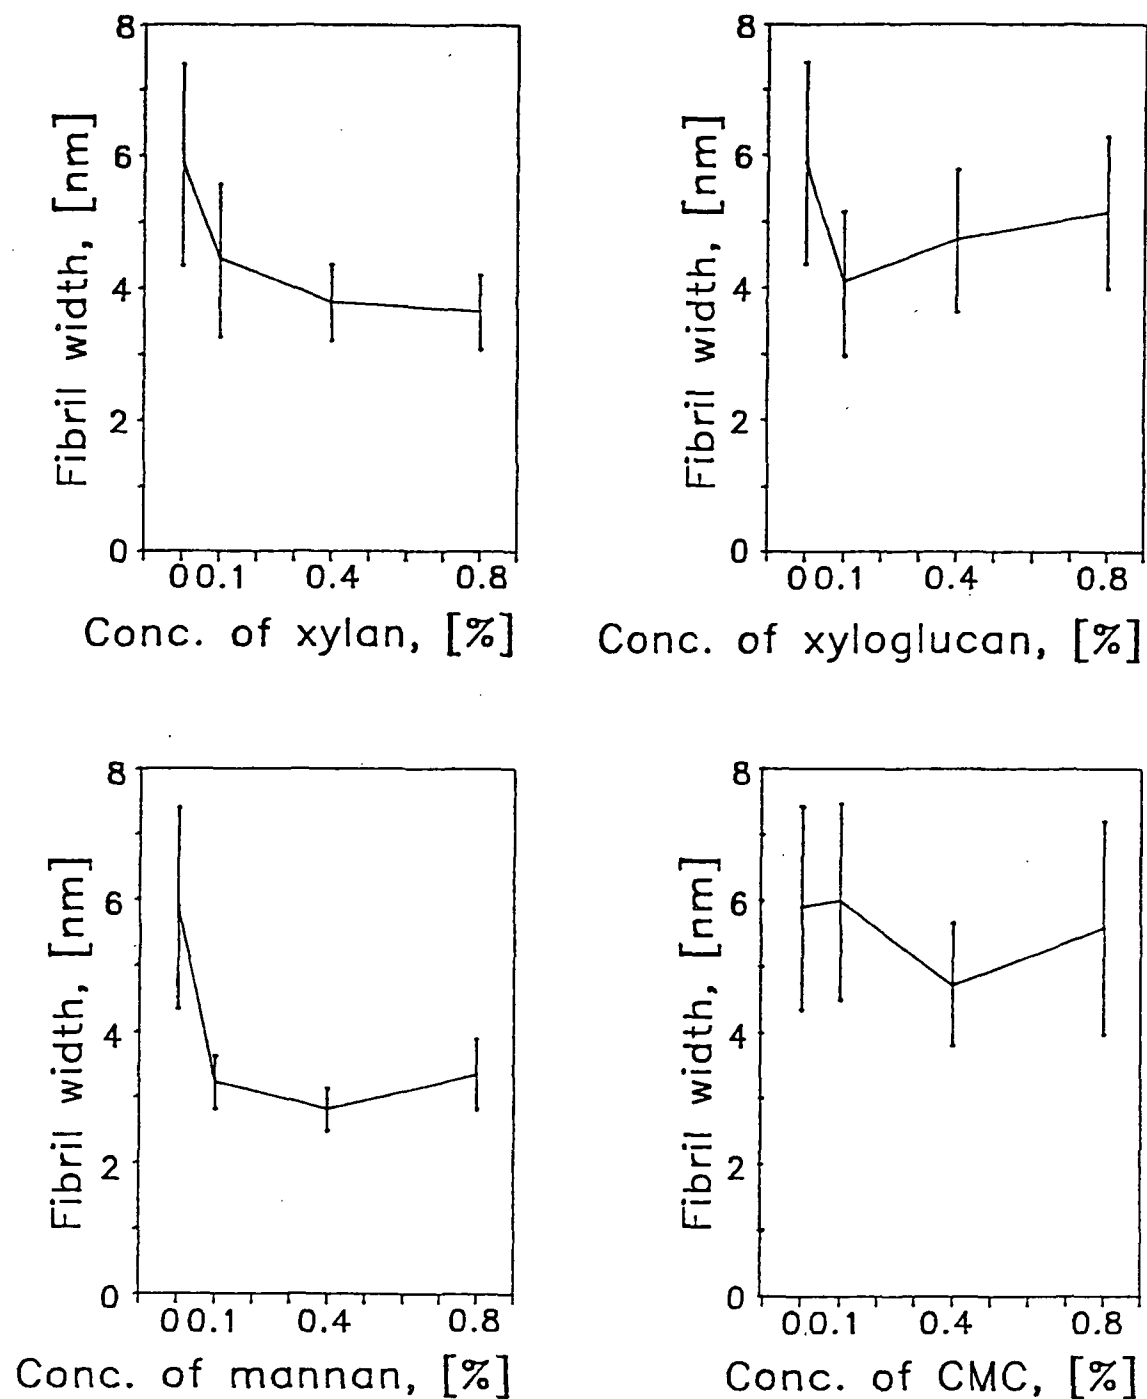 8
6
4
2
0
Fibril width, [nm]
0 0.1 0.4 0.8
Conc. of xylan, [%]
8
6
4
2
0
Fibril width, [nm]
0 0.1 0.4 0.8
Conc. of xyloglucan, [%]
8
6
4
2
0
Fibril width, [nm]
0 0.1 0.4 0.8
Conc. of mannan, [%]
8
6
4
2
0
Fibril width, [nm]
0 0.1 0.4 0.8
Conc. of CMC, [%]